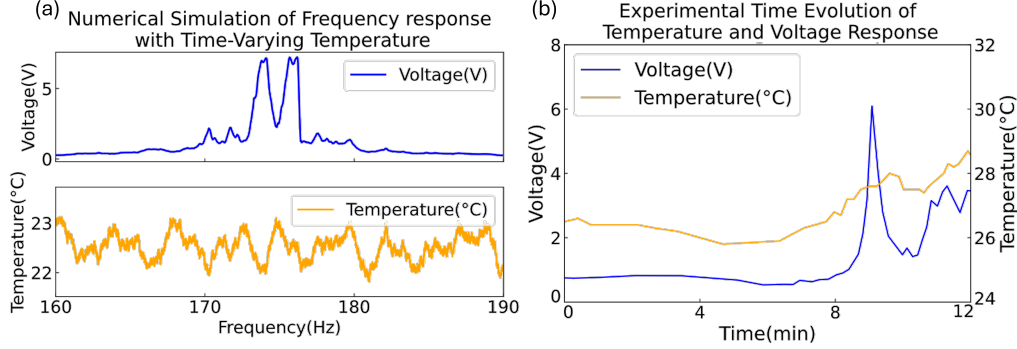 (a)
Numerical Simulation of Frequency response
with Time-Varying Temperature
Voltage(V)
5
0
Voltage(V)
Temperature(°C)
23
22
Temperature(°C)
160
170
180
190
Frequency(Hz)
(b)
Experimental Time Evolution of
Temperature and Voltage Response
Voltage(V)
8
6
4
2
0
Voltage(V)
Temperature(°C)
32
30
28
26
24
Temperature(°C)
0
4
8
12
Time(min)